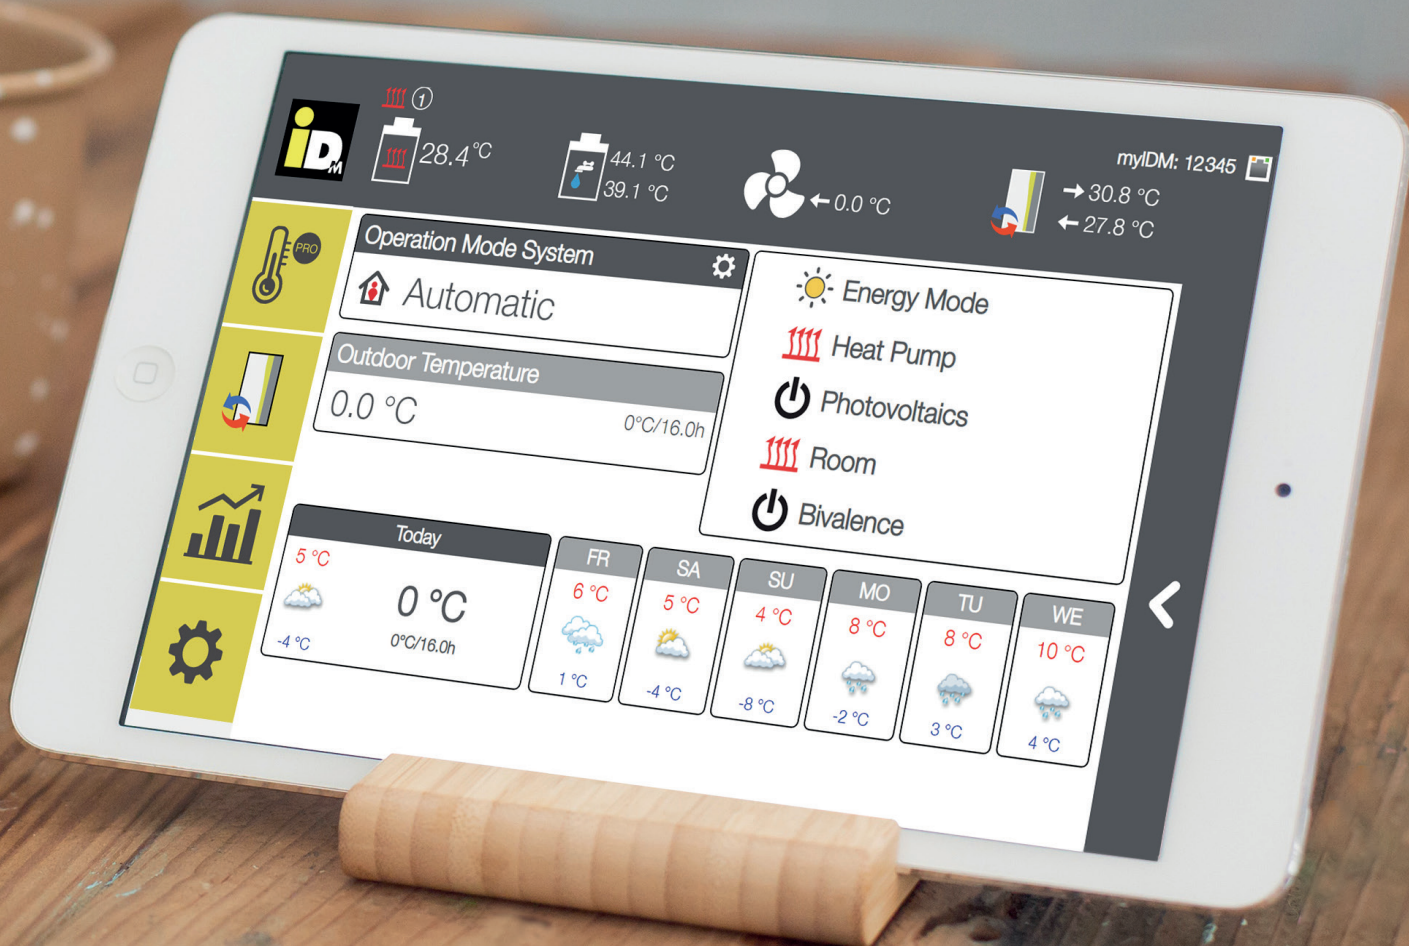 iDM
1
28.4 °C
44.1 °C
39.1 °C
← 0.0 °C
myIDM: 12345
→ 30.8 °C
← 27.8 °C
PRO
Operation Mode System
Automatic
Outdoor Temperature
0.0 °C
0°C/16.0h
Energy Mode
Heat Pump
Photovoltaics
Room
Bivalence
Today
5 °C
0 °C
-4 °C
0°C/16.0h
FR
6 °C
1 °C
SA
5 °C
-4 °C
SU
4 °C
-8 °C
MO
8 °C
-2 °C
TU
8 °C
3 °C
WE
10 °C
4 °C